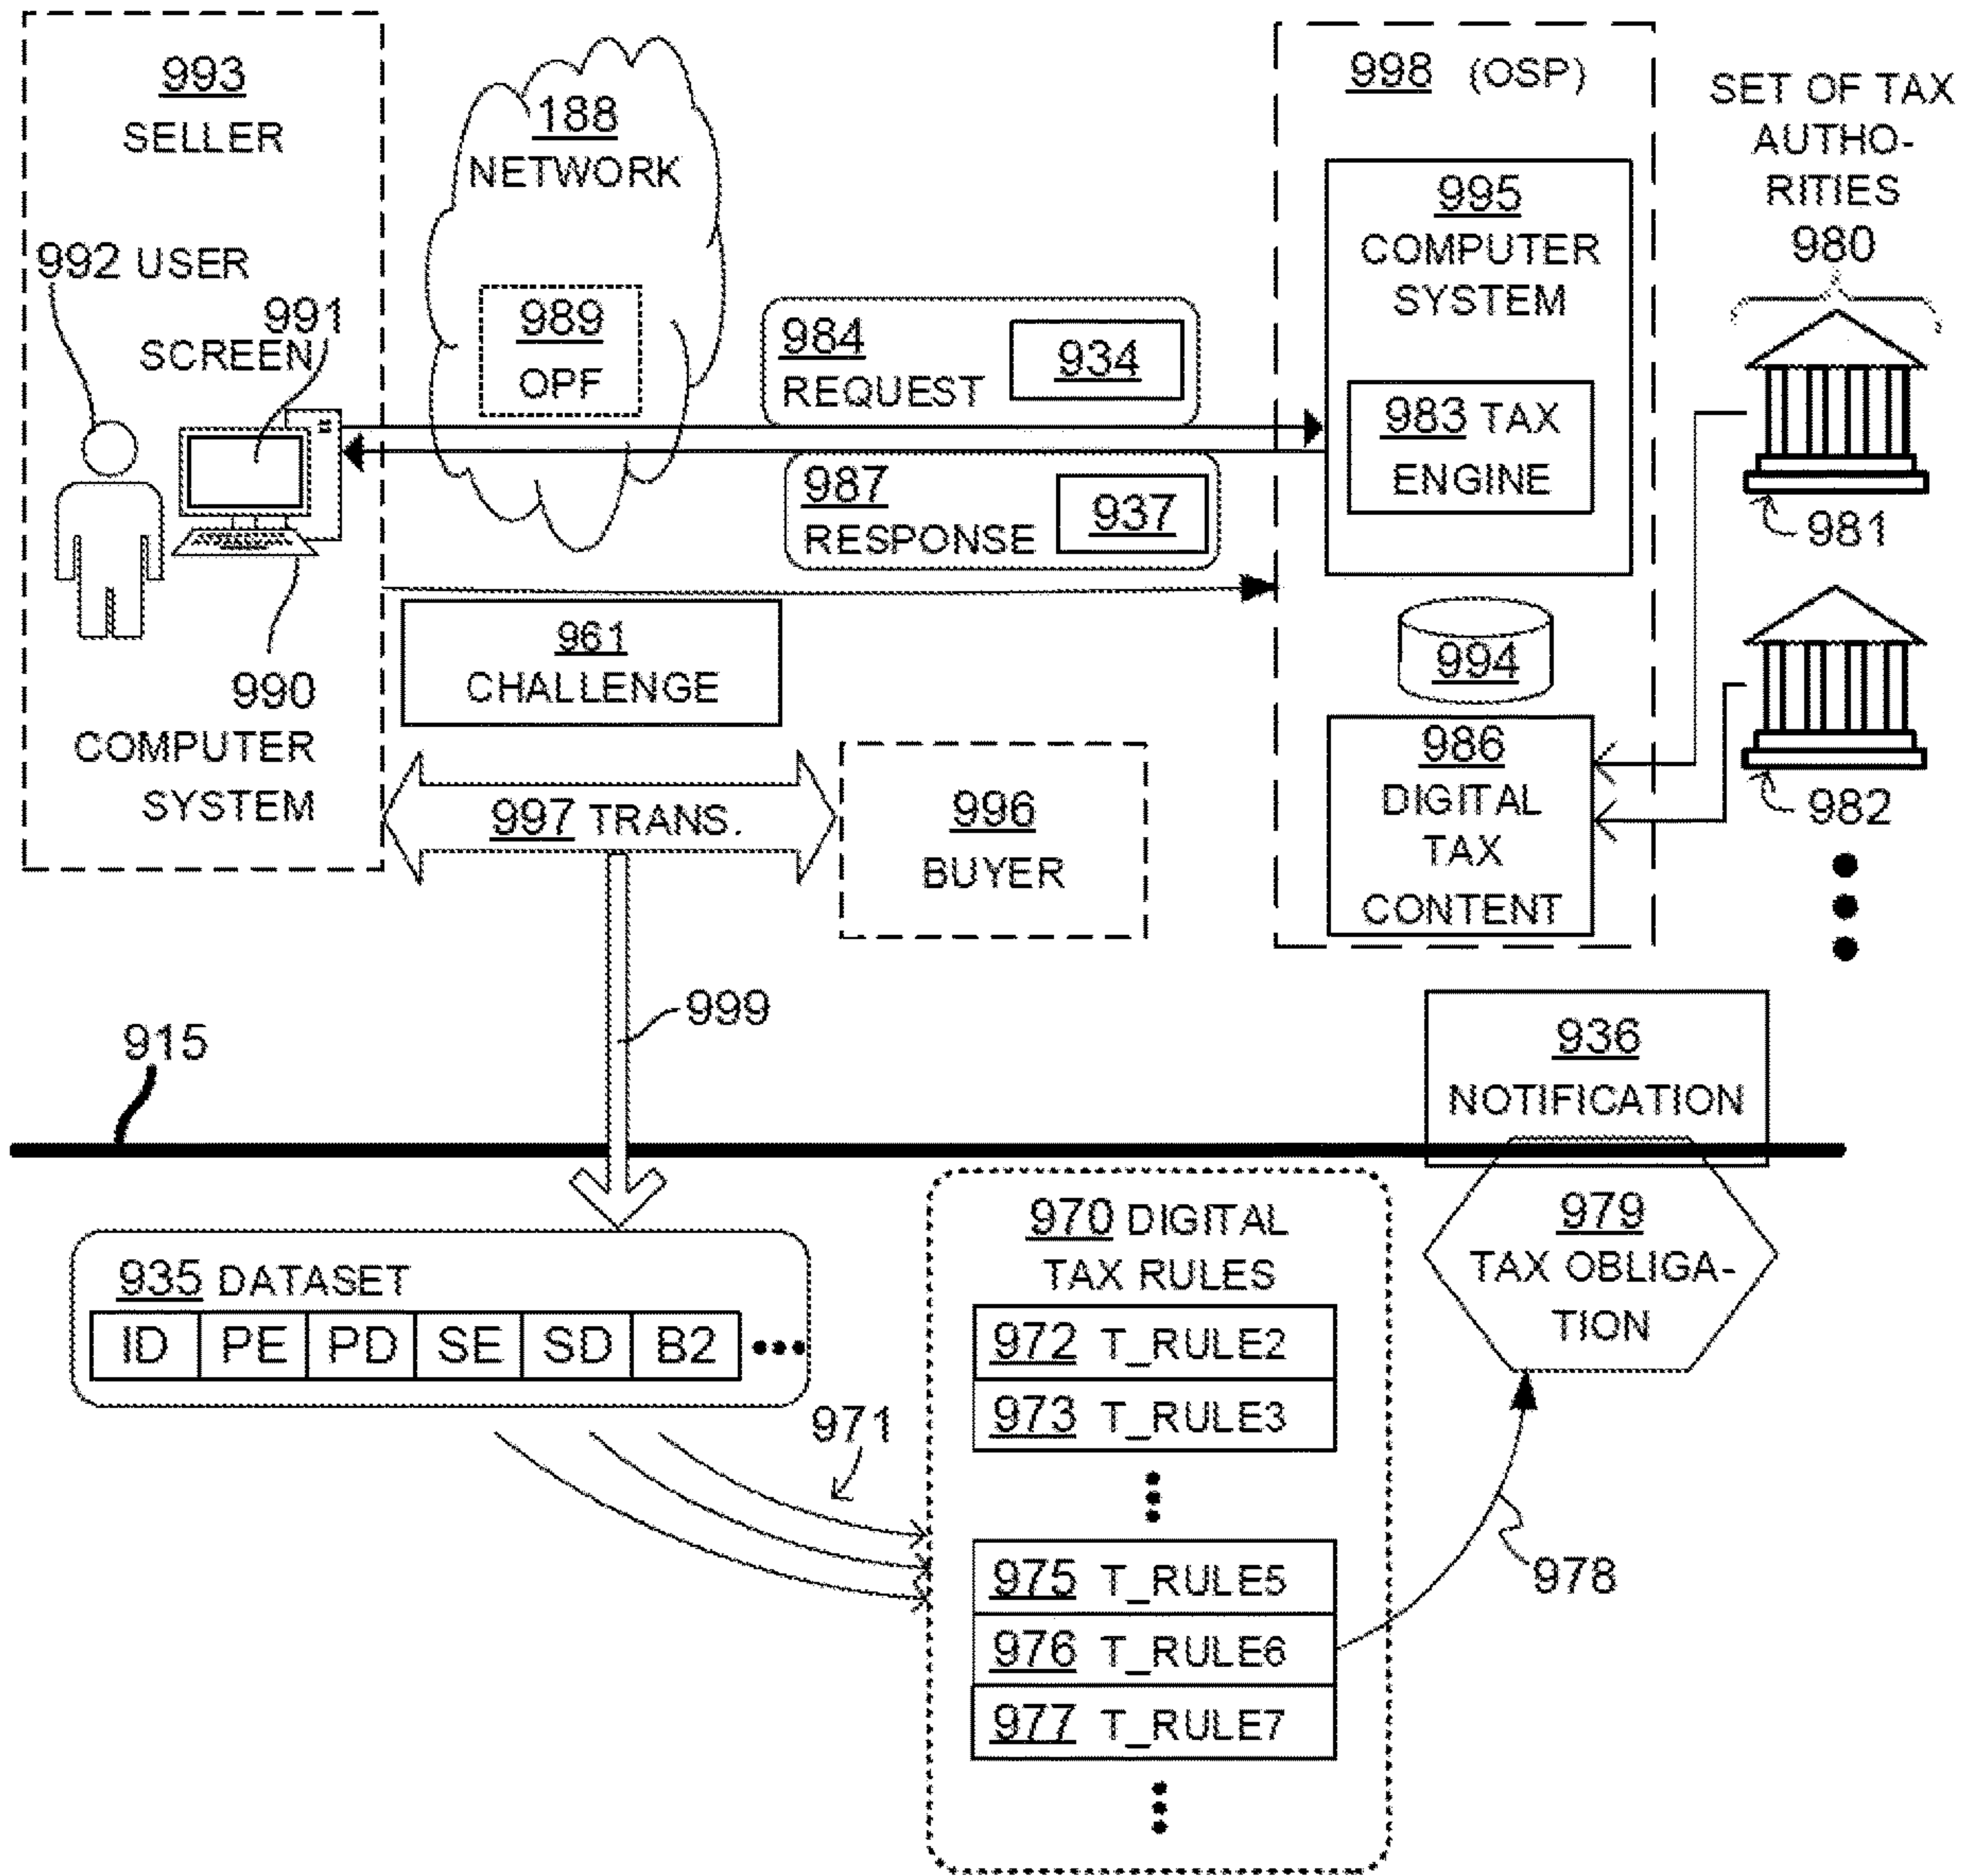 993
SELLER
992 USER
991
SCREEN
990
COMPUTER
SYSTEM
188
NETWORK
989
OPF
984
REQUEST
934
987
RESPONSE
937
961
CHALLENGE
997 TRANS.
996
BUYER
998 (OSP)
995
COMPUTER
SYSTEM
983 TAX
ENGINE
994
986
DIGITAL
TAX
CONTENT
SET OF TAX
AUTHO-
RITIES
980
981
982
999
915
936
NOTIFICATION
979
TAX OBLIGA-
TION
935 DATASET
ID PE PD SE SD B2
971
970 DIGITAL
TAX RULES
972 T_RULE2
973 T_RULE3
975 T_RULE5
976 T_RULE6
977 T_RULE7
978